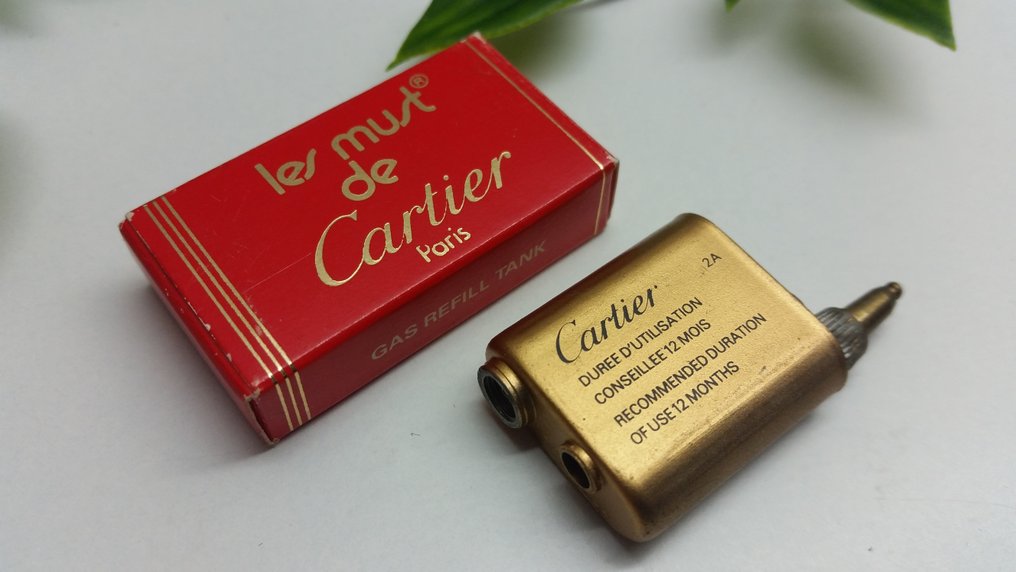 les must®
de
Cartier
Paris
GAS REFILL TANK
2A
Cartier
DUREE D'UTILISATION
CONSEILLEE 12 MOIS
RECOMMENDED DURATION
OF USE 12 MONTHS